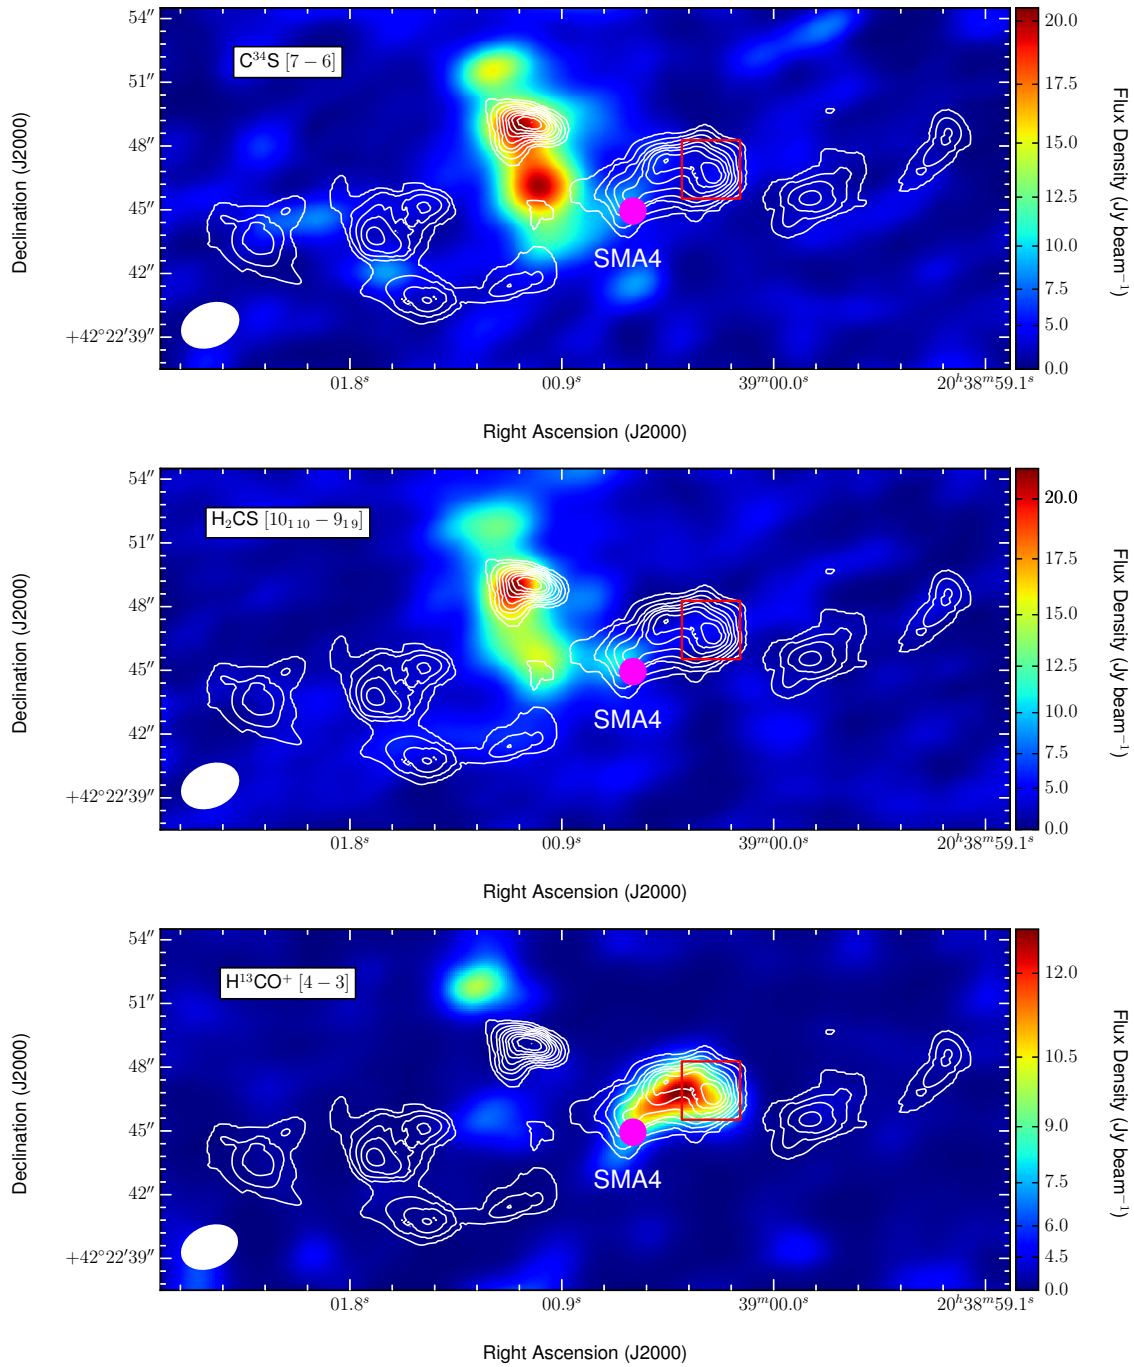 54″
C³⁴S [7 − 6]
51″
48″
45″
42″
+42°22′39″
SMA4
01.8ˢ
00.9ˢ
39ᵐ00.0ˢ
20ʰ38ᵐ59.1ˢ
Right Ascension (J2000)
Declination (J2000)
20.0
17.5
15.0
12.5
10.0
7.5
5.0
0.0
Flux Density (Jy beam⁻¹)
54″
H₂CS [10₁ ₁₀ − 9₁ ₉]
51″
48″
45″
42″
+42°22′39″
SMA4
01.8ˢ
00.9ˢ
39ᵐ00.0ˢ
20ʰ38ᵐ59.1ˢ
Right Ascension (J2000)
Declination (J2000)
20.0
17.5
15.0
12.5
10.0
7.5
5.0
0.0
Flux Density (Jy beam⁻¹)
54″
H¹³CO⁺ [4 − 3]
51″
48″
45″
42″
+42°22′39″
SMA4
01.8ˢ
00.9ˢ
39ᵐ00.0ˢ
20ʰ38ᵐ59.1ˢ
Right Ascension (J2000)
Declination (J2000)
12.0
10.5
9.0
7.5
6.0
4.5
0.0
Flux Density (Jy beam⁻¹)